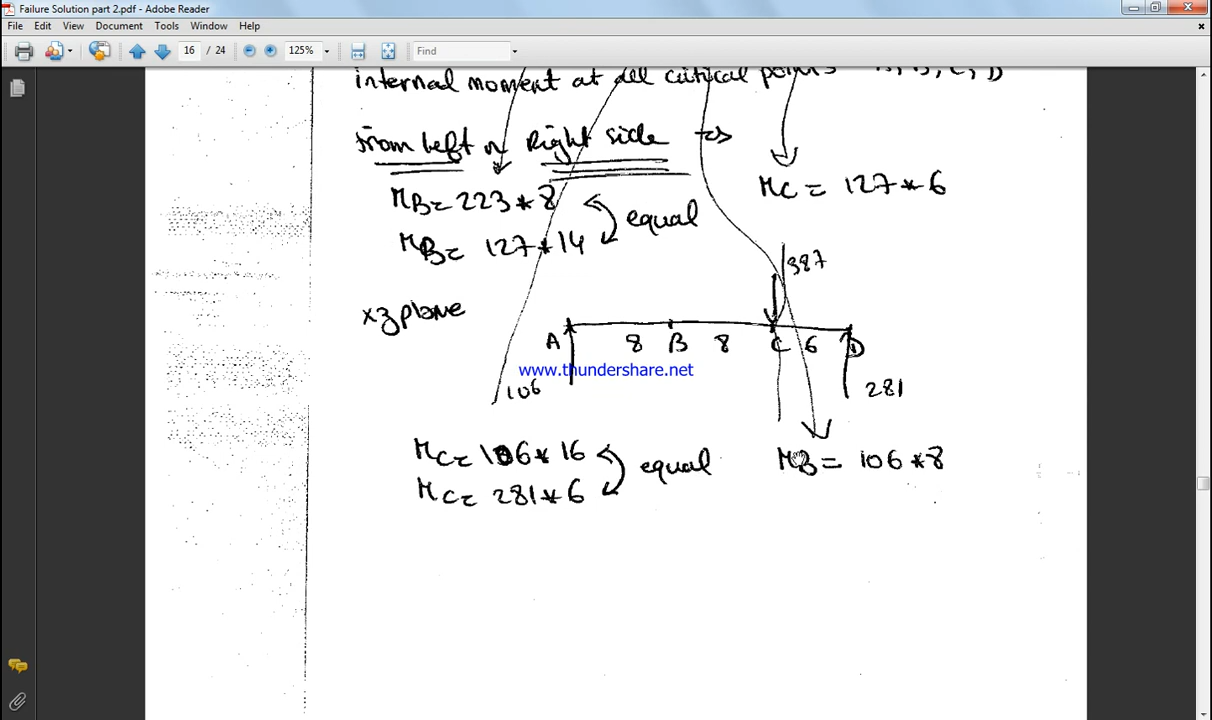 Failure Solution part 2.pdf - Adobe Reader
File Edit View Document Tools Window Help
16 / 24 125% Find
internal moment at all critical points A, B, C, D
from left or Right side =>
MB= 223 * 8
MC = 127 * 6
MB= 127 * 14
equal
387
xz plane
A 8 B 8 C 6 D
www.thundershare.net
106
281
MC= 106 * 16
MC= 281 * 6
equal
MB= 106 * 8